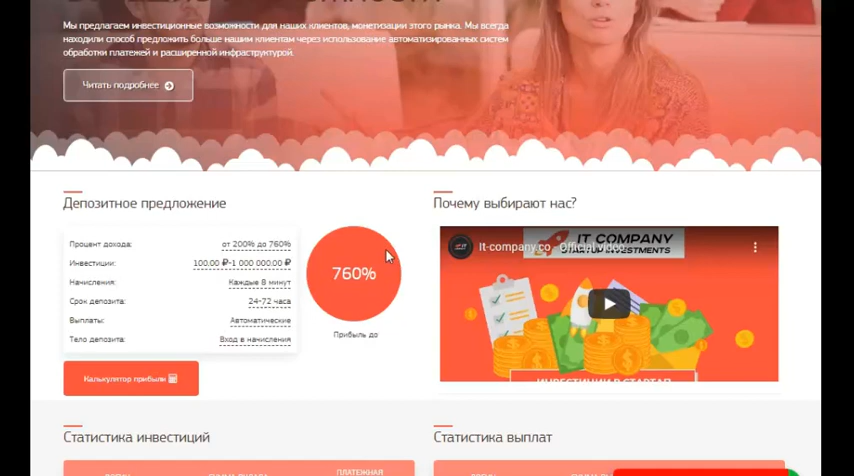 Мы предлагаем инвестиционные возможности для наших клиентов, монетизации этого рынка. Мы всегда
находили способ предложить больше нашим клиентам через использование автоматизированных систем
обработки платежей и расширенной инфраструктурой.
Читать подробнее
Депозитное предложение
Процент дохода: от 200% до 760%
Инвестиции: 100.00 ₽-1 000 000.00 ₽
Начисления: Каждые 8 минут
Срок депозита: 24-72 часа
Выплаты: Автоматические
Тело депозита: Вход в начисления
760%
Прибыль до
Калькулятор прибыли
Почему выбирают нас?
It-company.co - Official video
IT COMPANY
STARTUP INVESTMENTS
ИНВЕСТИЦИИ В СТАРТАП
Статистика инвестиций
ПЛАТЕЖНАЯ
Статистика выплат